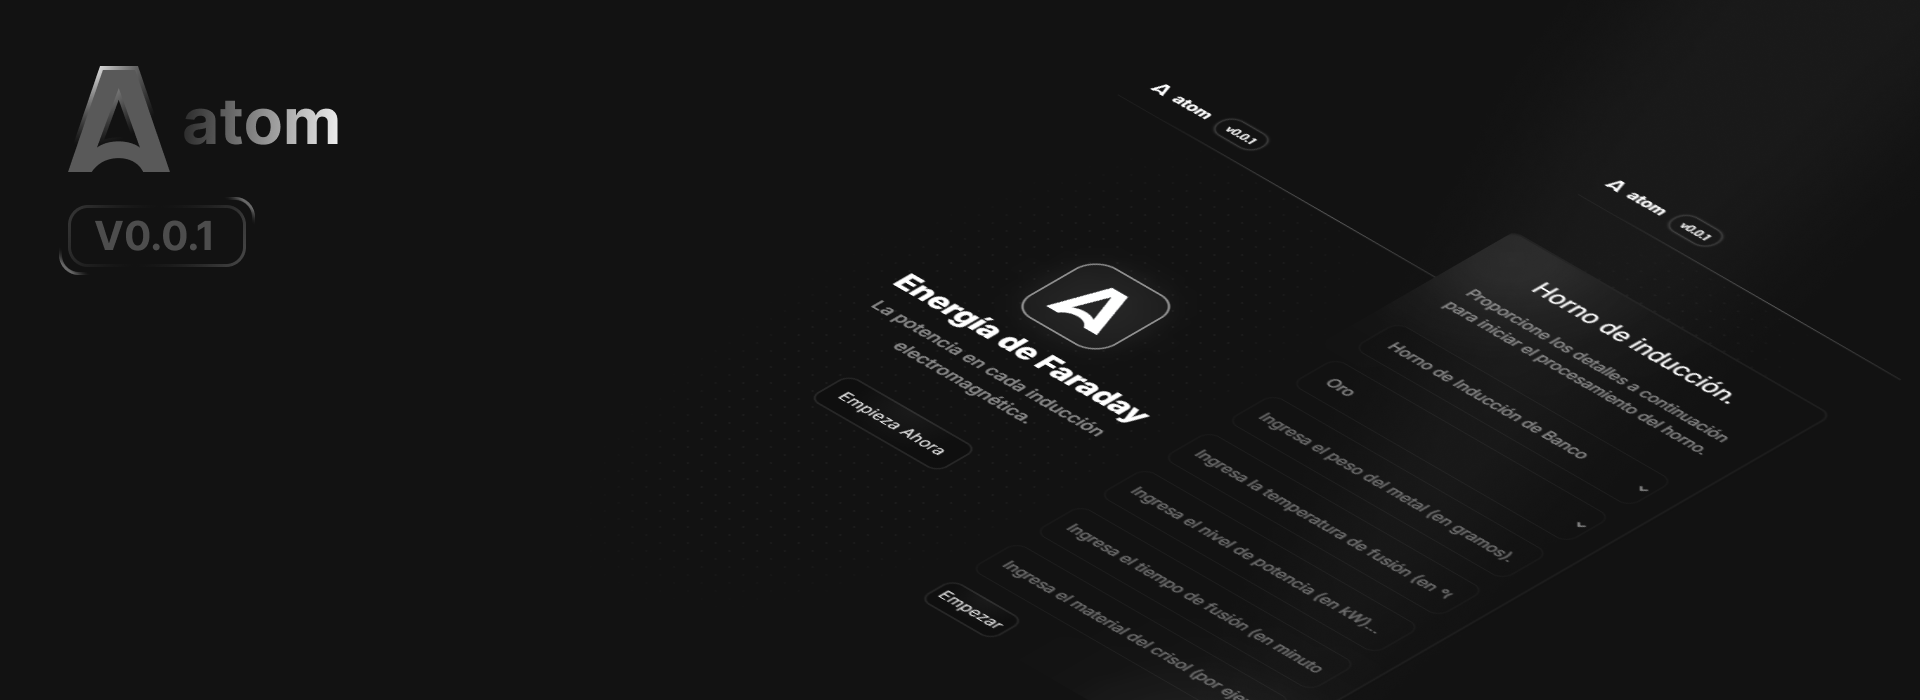 atom
V0.0.1
A atom v0.0.1
Energía de Faraday
La potencia en cada inducción
electromagnética.
Empieza Ahora
A atom v0.0.1
Horno de inducción.
Proporcione los detalles a continuación
para iniciar el procesamiento del horno.
Horno de Inducción de Banco
Oro
Ingresa el peso del metal (en gramos).
Ingresa la temperatura de fusión (en °
Ingresa el nivel de potencia (en kW)...
Ingresa el tiempo de fusión (en minuto
Ingresa el material del crisol (por eje
Empezar